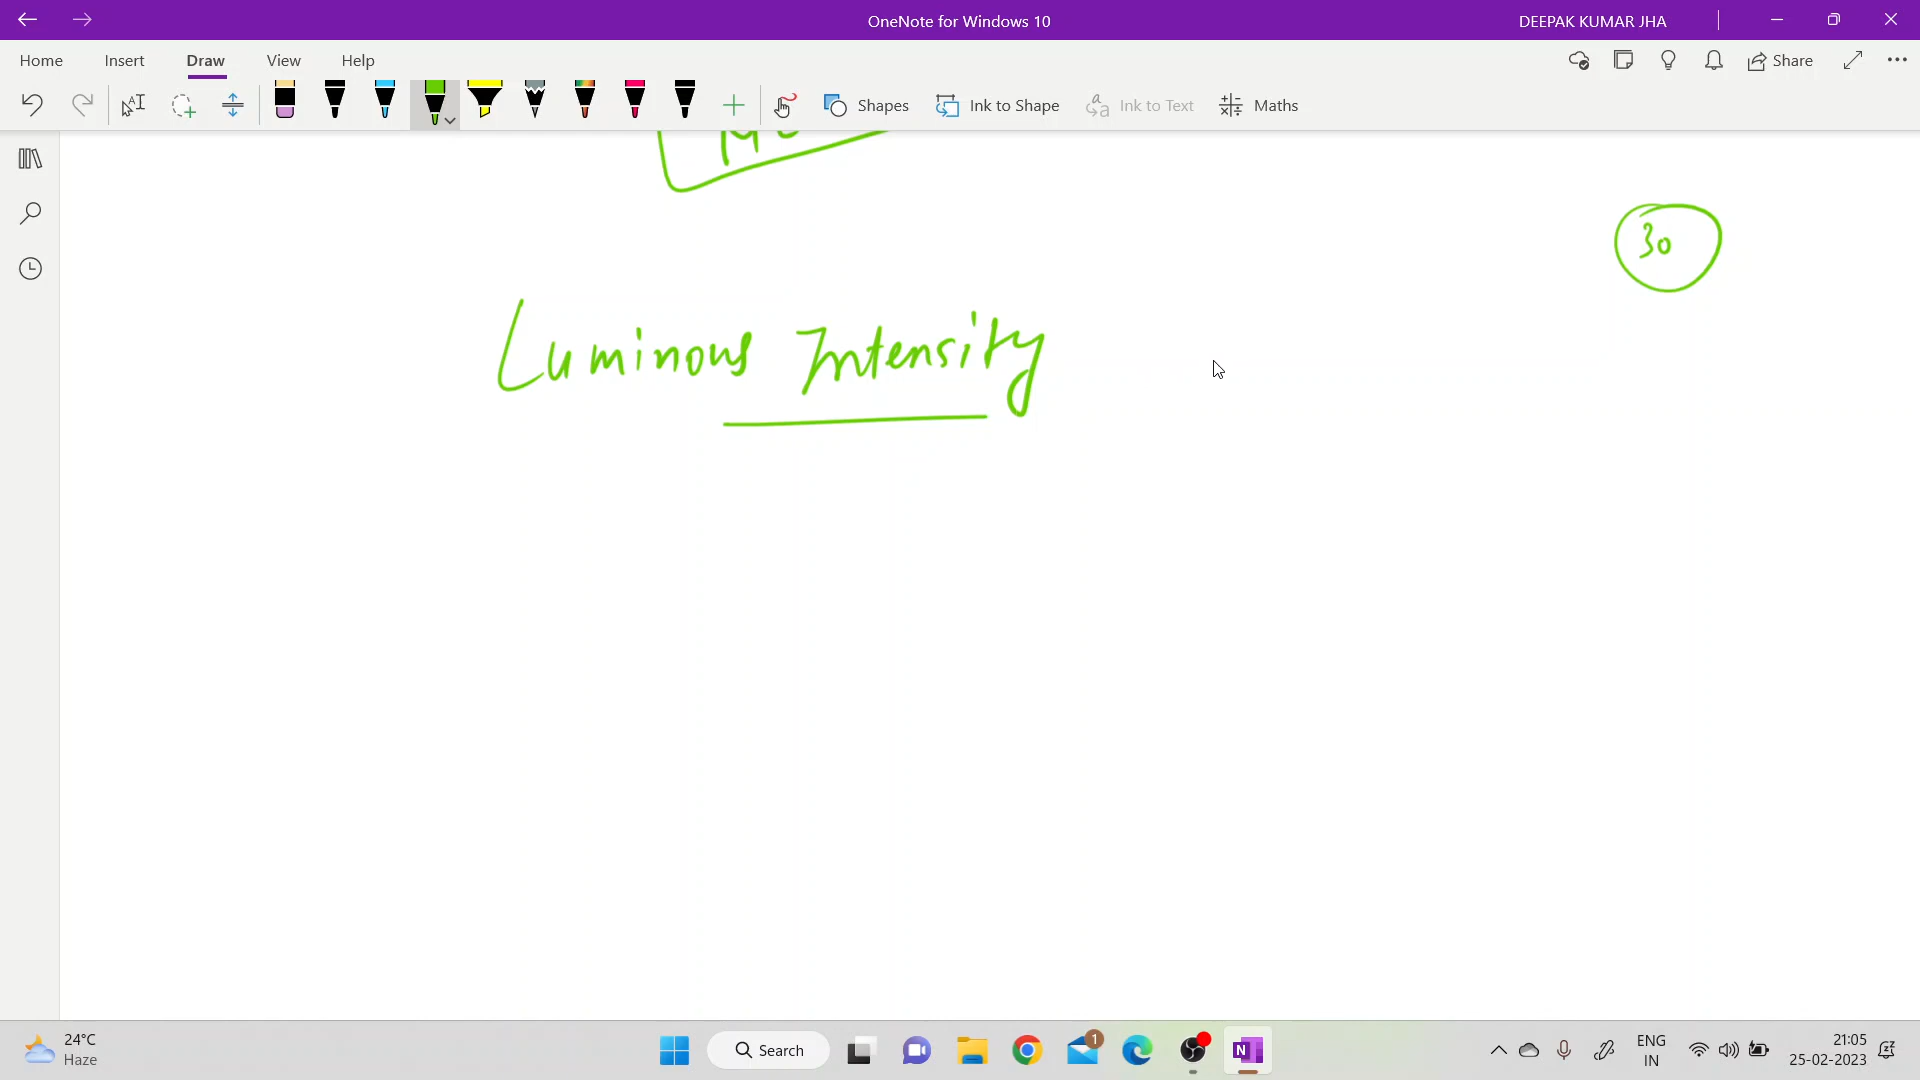 OneNote for Windows 10
DEEPAK KUMAR JHA
Home Insert Draw View Help
Share
Shapes Ink to Shape Ink to Text Maths
30
Luminous Intensity
24°C
Haze
Search
1
ENG
IN
21:05
25-02-2023